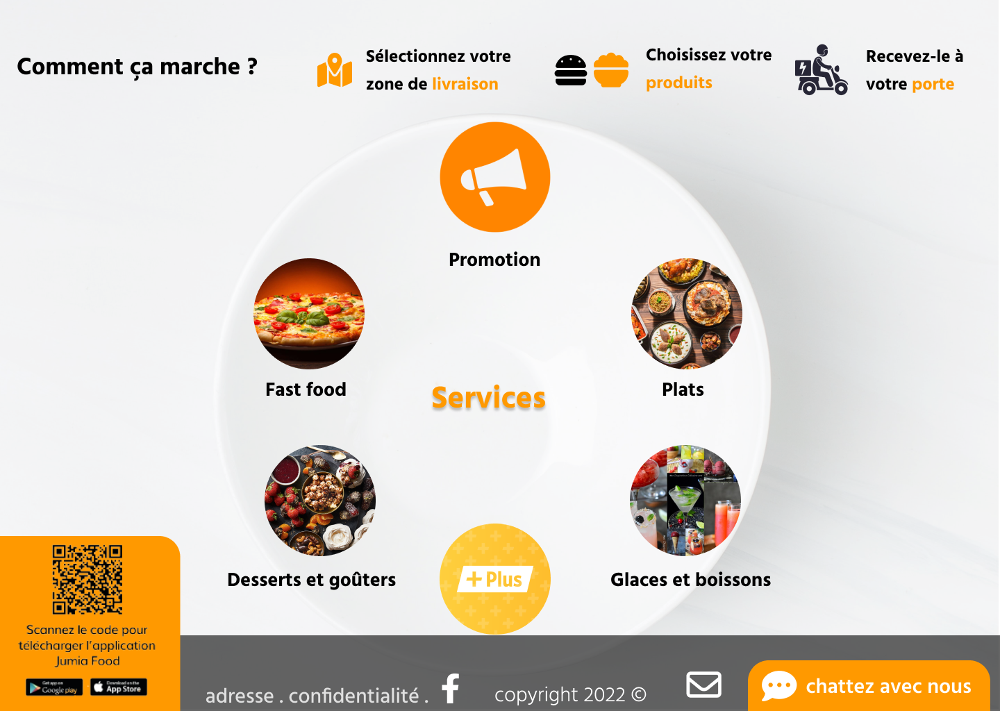 Comment ça marche ?
Sélectionnez votre
zone de livraison
Choisissez votre
produits
Recevez-le à
votre porte
Promotion
Fast food
Plats
Services
Desserts et goûters
+ Plus
Glaces et boissons
Scannez le code pour
télécharger l'application
Jumia Food
Get app on
Google play
Download on the
App Store
adresse . confidentialité .
f
copyright 2022 ©
chattez avec nous